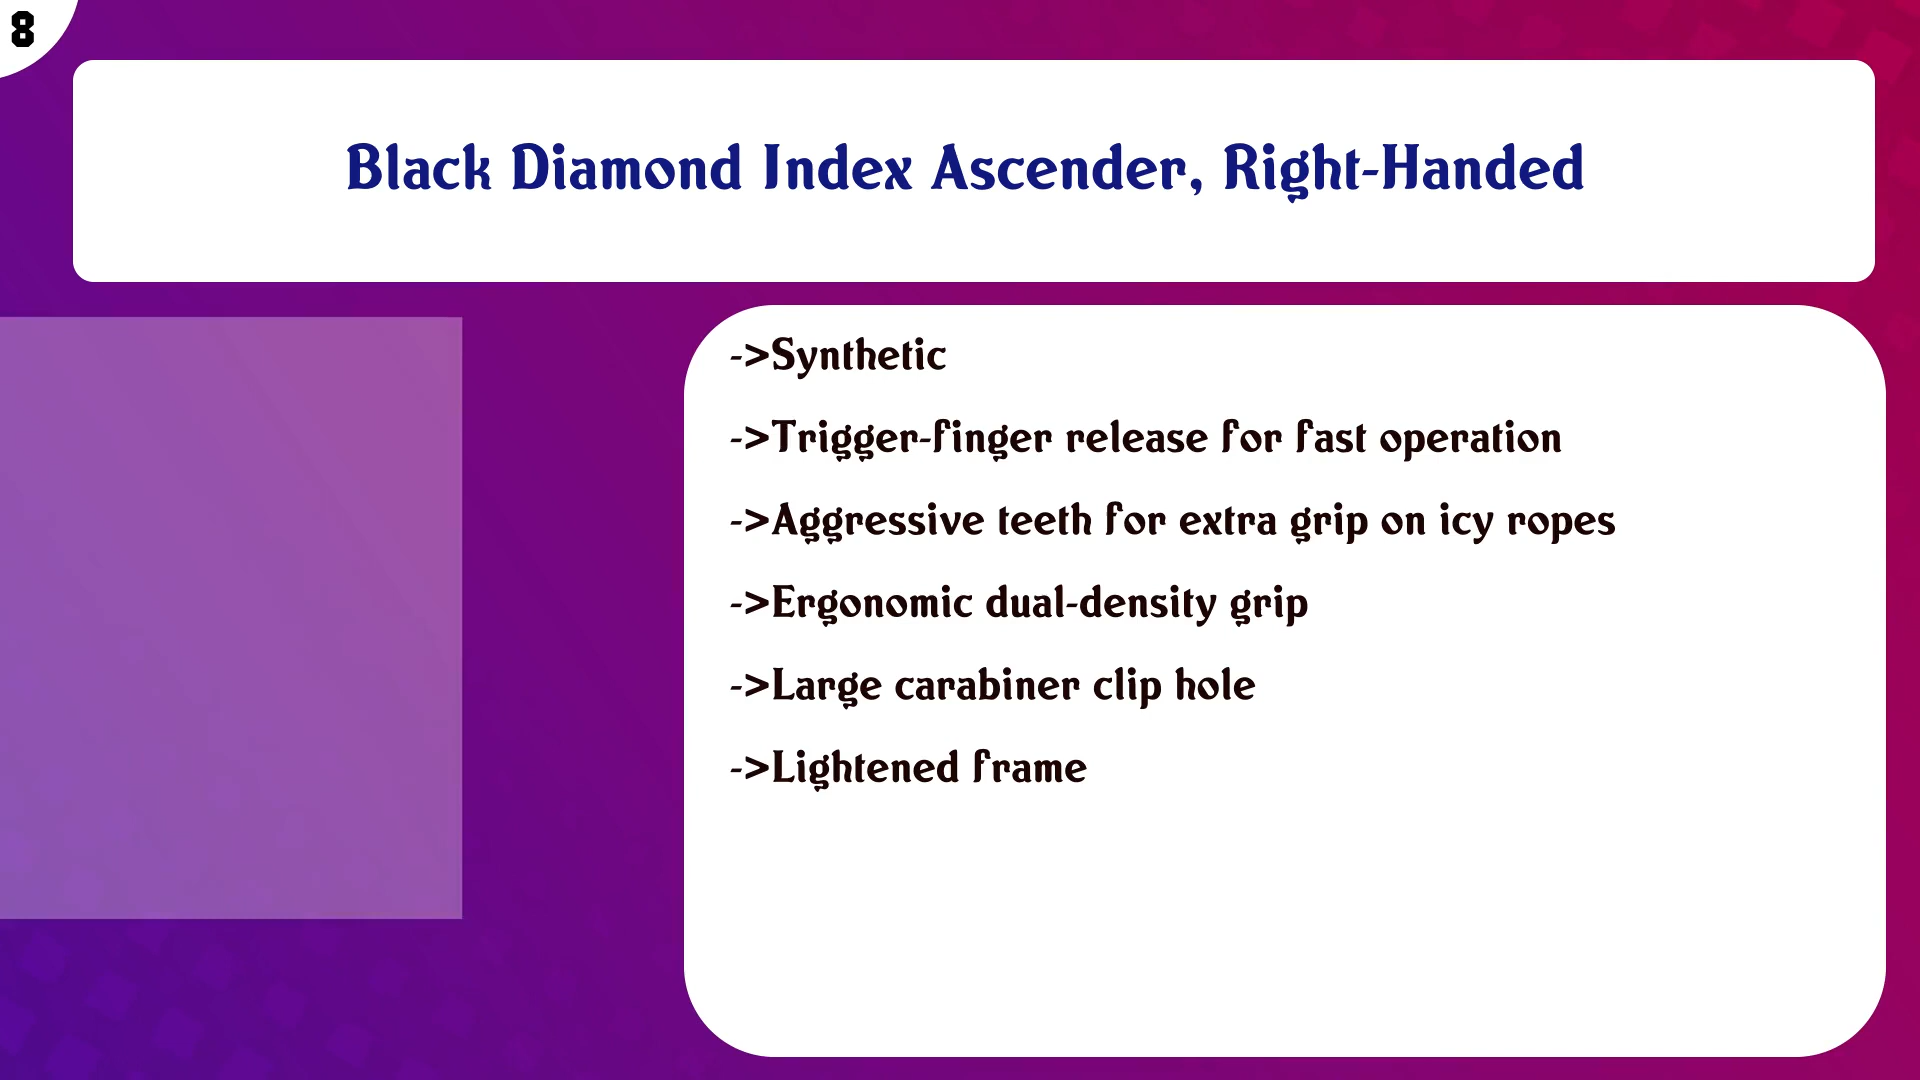 8
Black Diamond Index Ascender, Right-Handed
->Synthetic
->Trigger-finger release for fast operation
->Aggressive teeth for extra grip on icy ropes
->Ergonomic dual-density grip
->Large carabiner clip hole
->Lightened frame